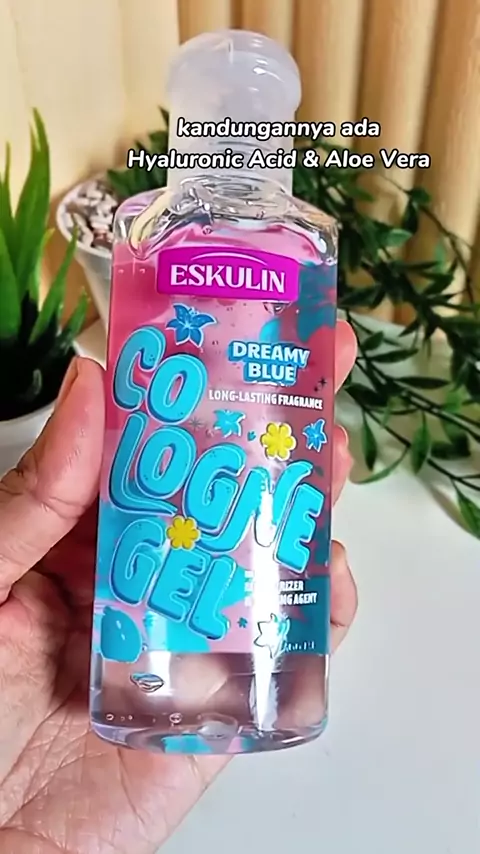 kandungannya ada
Hyaluronic Acid & Aloe Vera
ESKULIN
DREAMY
BLUE
LONG-LASTING FRAGRANCE
COLOGNE
GEL